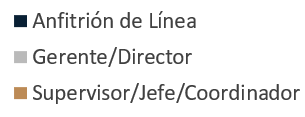 Anfitrión de Línea
Gerente/Director
Supervisor/Jefe/Coordinador